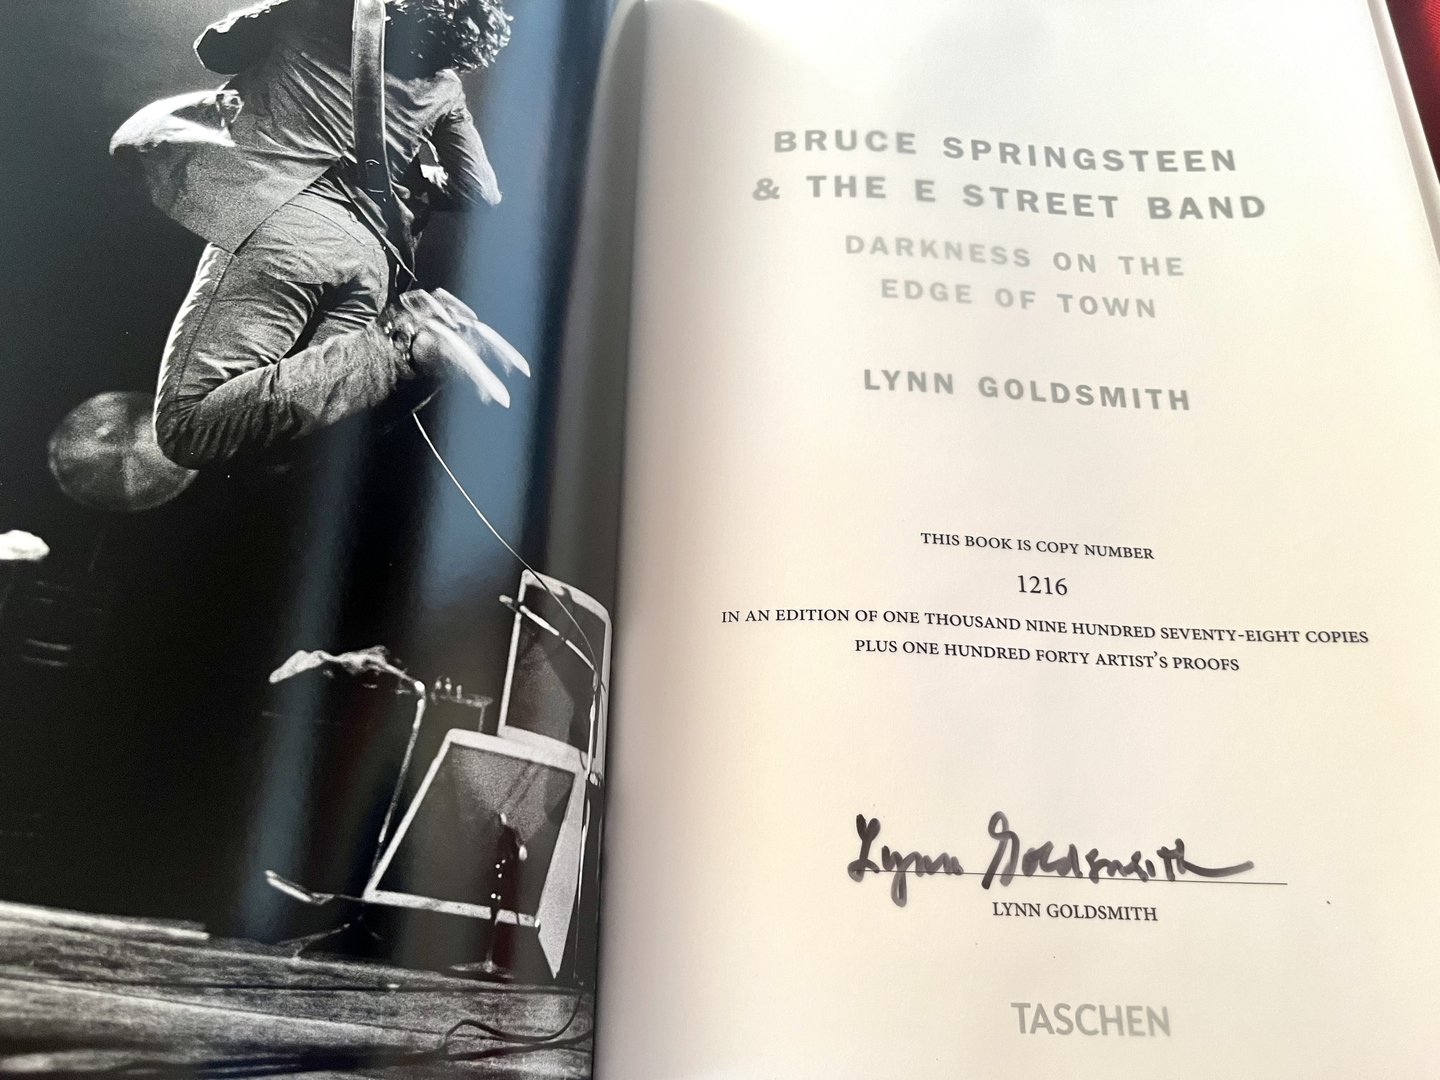 BRUCE SPRINGSTEEN
& THE E STREET BAND
DARKNESS ON THE
EDGE OF TOWN
LYNN GOLDSMITH
THIS BOOK IS COPY NUMBER
1216
IN AN EDITION OF ONE THOUSAND NINE HUNDRED SEVENTY-EIGHT COPIES
PLUS ONE HUNDRED FORTY ARTIST'S PROOFS
Lynn Goldsmith
LYNN GOLDSMITH
TASCHEN